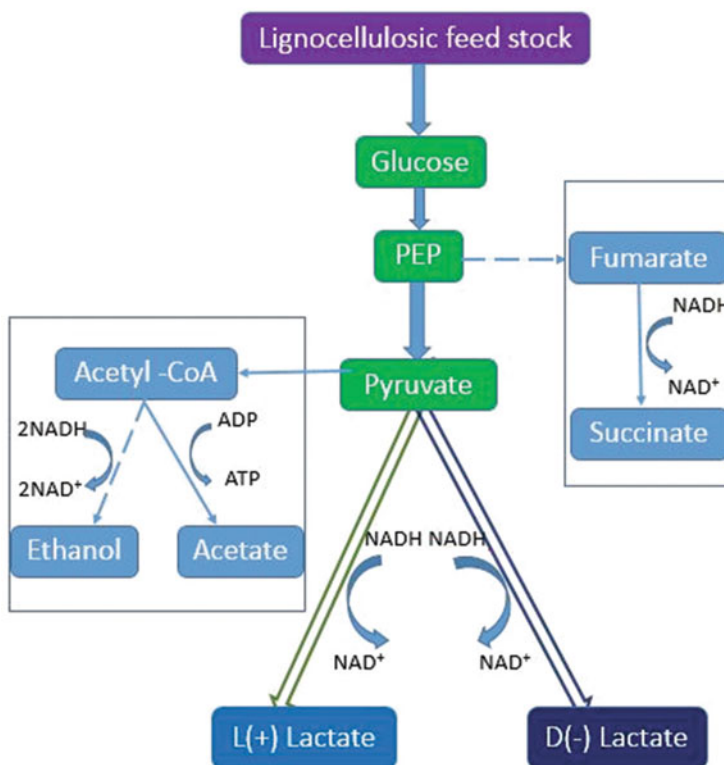 Lignocellulosic feed stock
Glucose
PEP
Fumarate
NADH
NAD⁺
Succinate
Acetyl -CoA
Pyruvate
2NADH
ADP
2NAD⁺
ATP
Ethanol
Acetate
NADH NADH
NAD⁺
NAD⁺
L(+) Lactate
D(-) Lactate